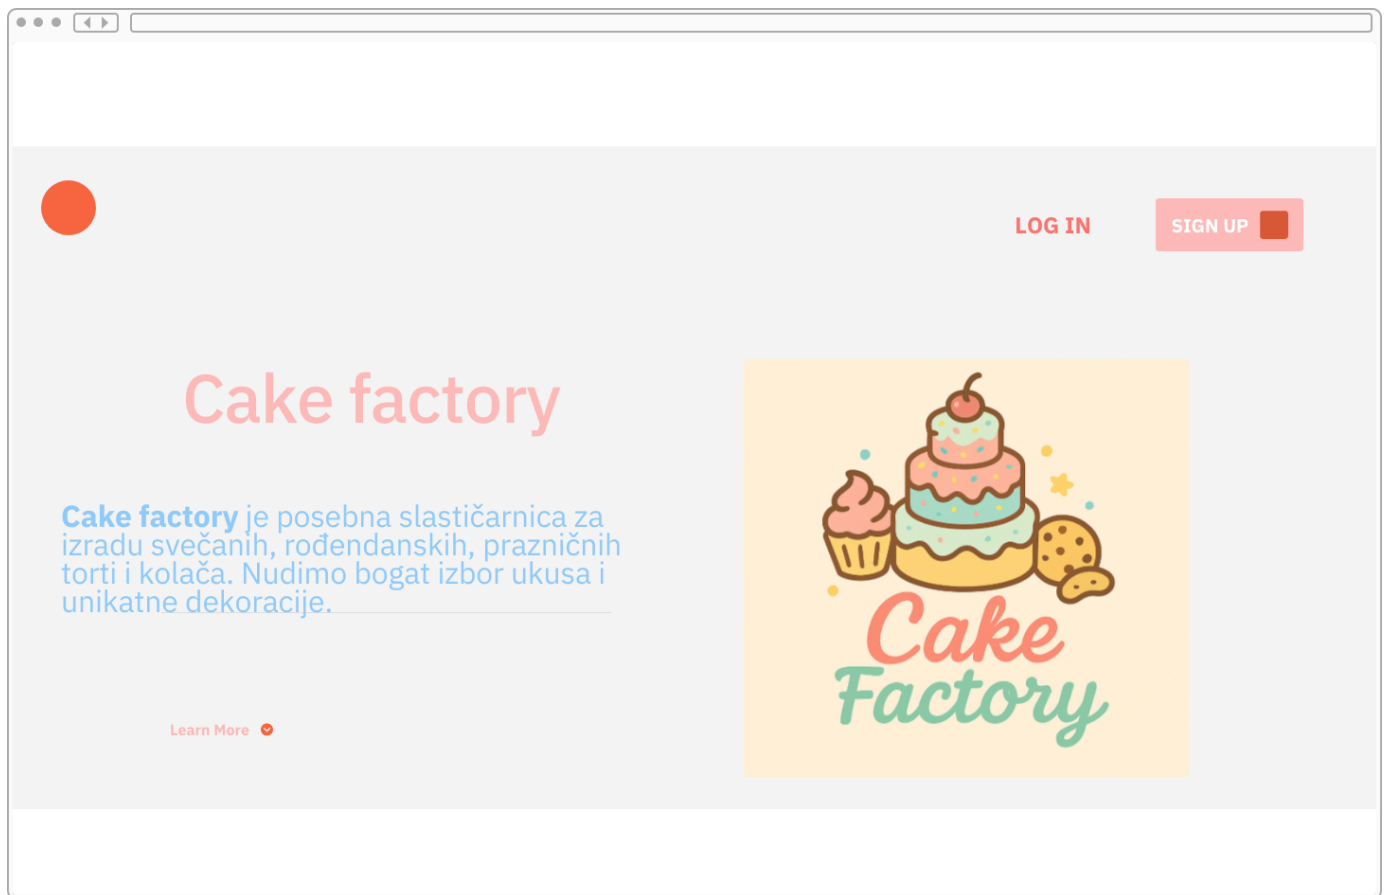 LOG IN
SIGN UP
Cake factory
Cake factory je posebna slastičarnica za
izradu svečanih, rođendanskih, prazničnih
torti i kolača. Nudimo bogat izbor ukusa i
unikatne dekoracije.
Learn More
Cake
Factory